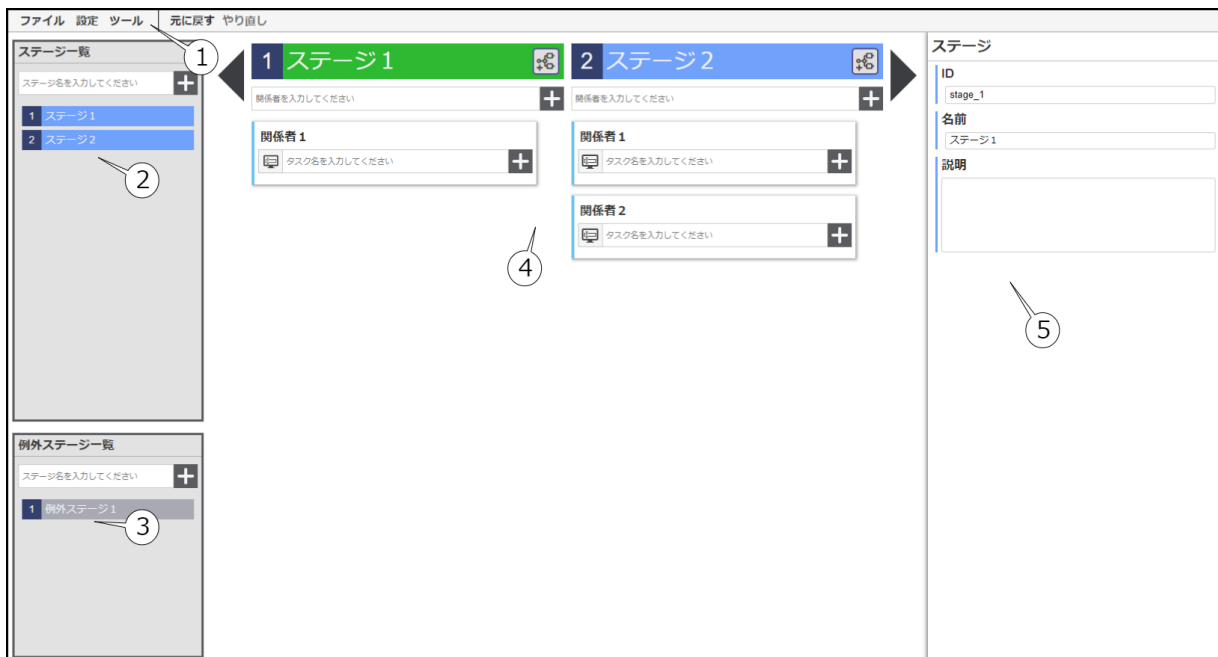 ファイル 設定 ツール 元に戻す やり直し
1
ステージ一覧
ステージ名を入力してください
1 ステージ1
2 ステージ2
2
例外ステージ一覧
ステージ名を入力してください
1 例外ステージ1
3
1 ステージ1
関係者を入力してください
関係者1
タスク名を入力してください
2 ステージ2
関係者を入力してください
関係者1
タスク名を入力してください
関係者2
タスク名を入力してください
4
ステージ
ID
stage_1
名前
ステージ1
説明
5